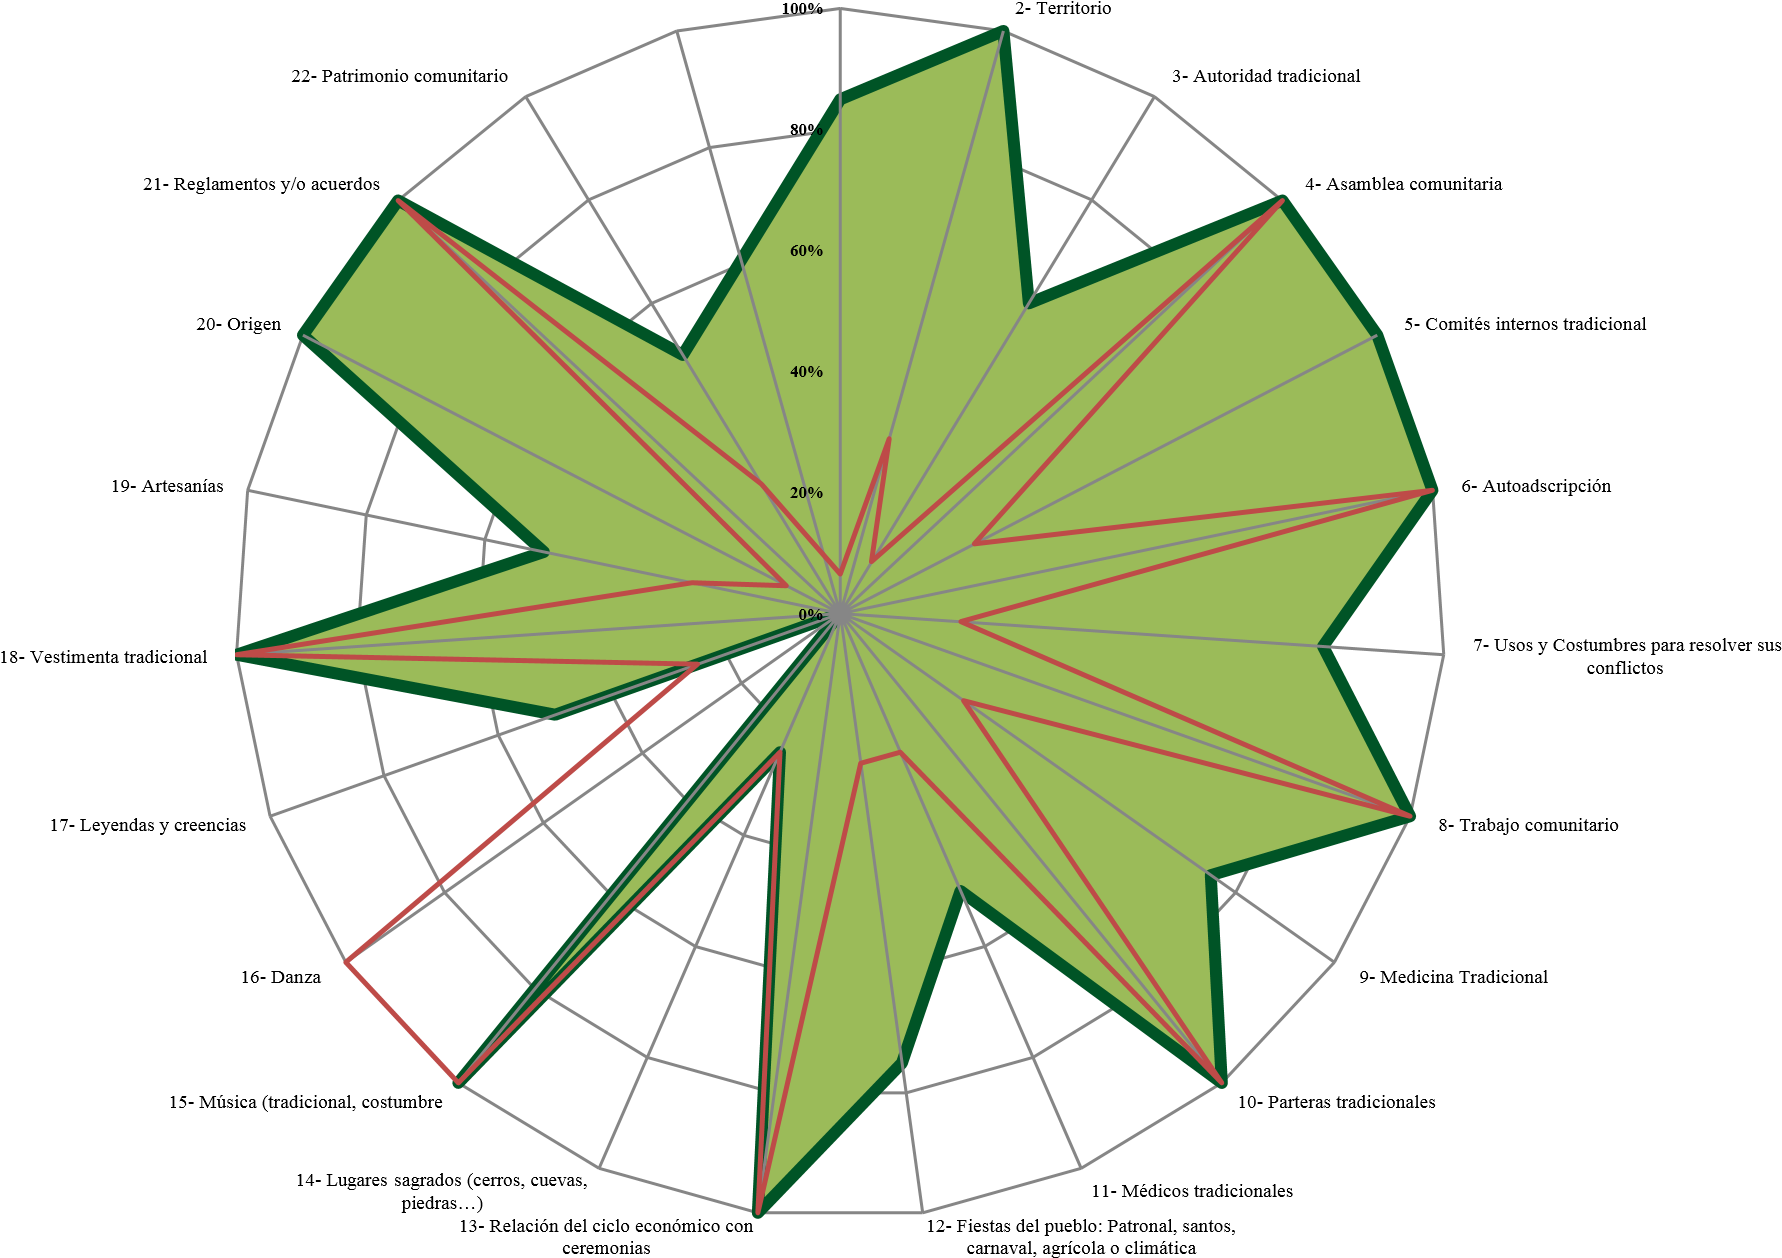 100%
80%
60%
40%
20%
0%
2- Territorio
3- Autoridad tradicional
4- Asamblea comunitaria
5- Comités internos tradicional
6- Autoadscripción
7- Usos y Costumbres para resolver sus
conflictos
8- Trabajo comunitario
9- Medicina Tradicional
10- Parteras tradicionales
11- Médicos tradicionales
12- Fiestas del pueblo: Patronal, santos,
carnaval, agrícola o climática
13- Relación del ciclo económico con
ceremonias
14- Lugares sagrados (cerros, cuevas,
piedras…)
15- Música (tradicional, costumbre
16- Danza
17- Leyendas y creencias
18- Vestimenta tradicional
19- Artesanías
20- Origen
21- Reglamentos y/o acuerdos
22- Patrimonio comunitario